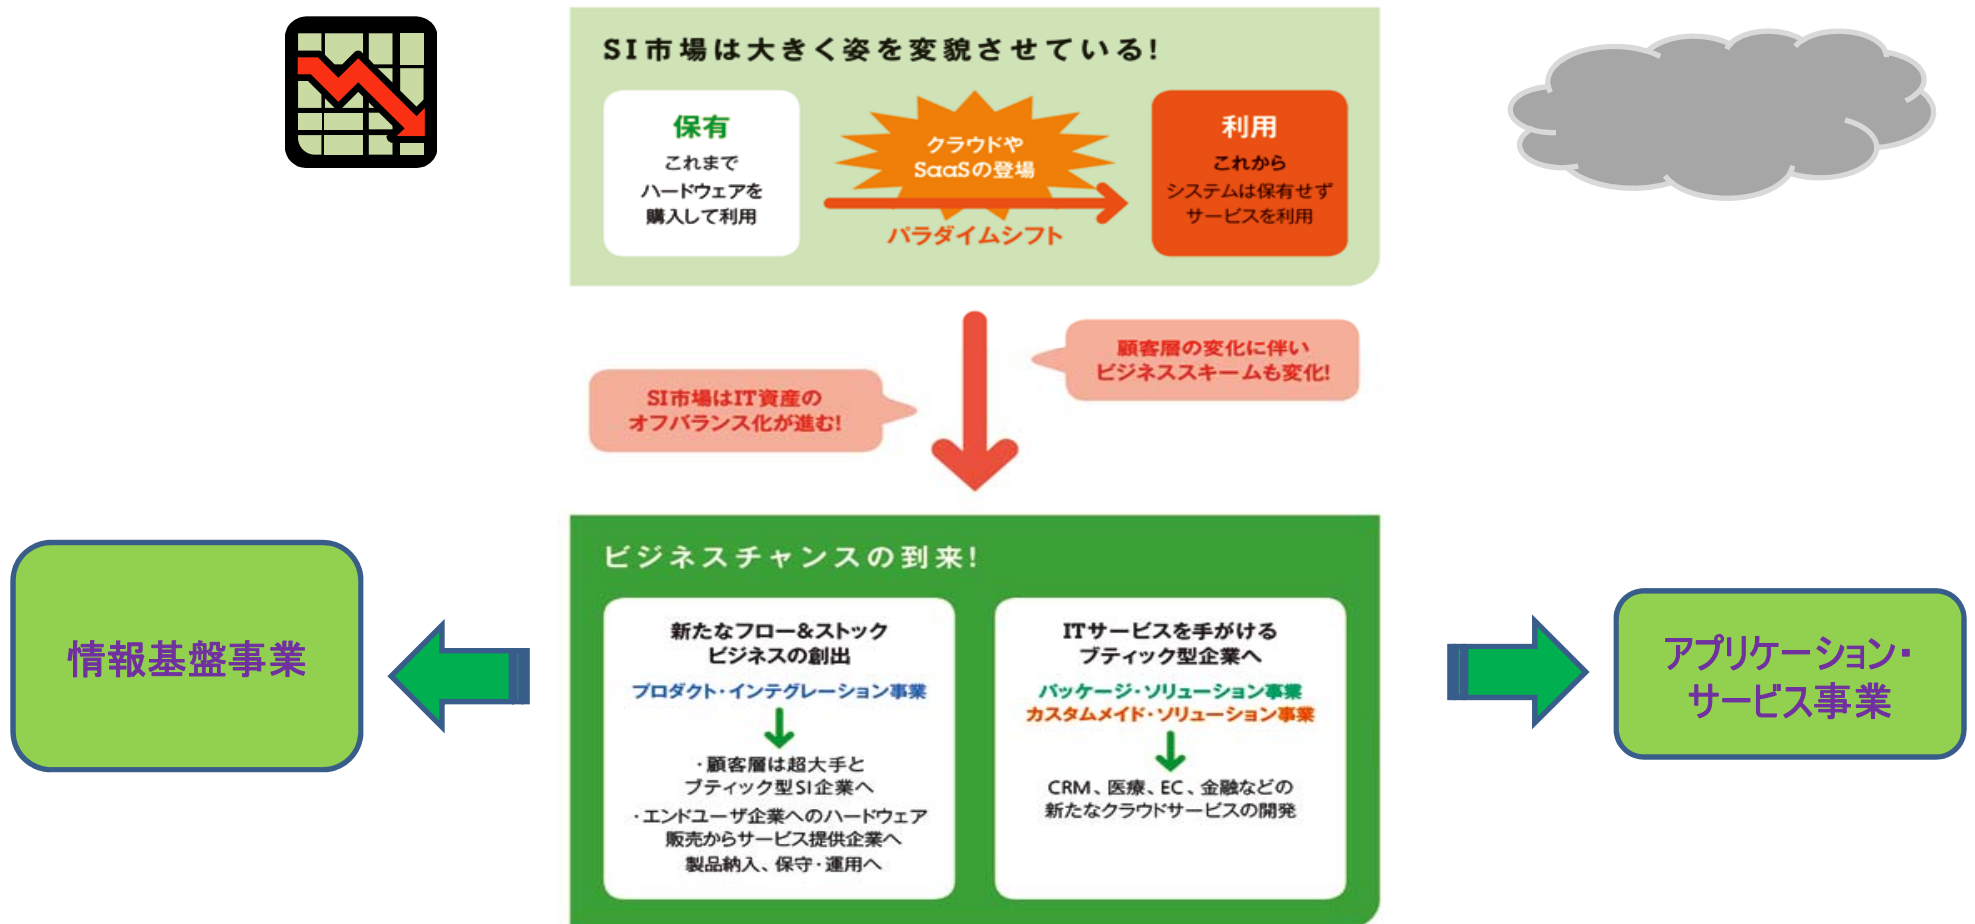 SI市場は大きく姿を変貌させている!
保有
これまで
ハードウェアを
購入して利用
クラウドや
SaaSの登場
パラダイムシフト
利用
これから
システムは保有せず
サービスを利用
顧客層の変化に伴い
ビジネススキームも変化!
SI市場はIT資産の
オフバランス化が進む!
ビジネスチャンスの到来!
新たなフロー&ストック
ビジネスの創出
プロダクト・インテグレーション事業
・顧客層は超大手と
ブティック型SI企業へ
・エンドユーザ企業へのハードウェア
販売からサービス提供企業へ
製品納入、保守・運用へ
ITサービスを手がける
ブティック型企業へ
パッケージ・ソリューション事業
カスタムメイド・ソリューション事業
CRM、医療、EC、金融などの
新たなクラウドサービスの開発
情報基盤事業
アプリケーション・
サービス事業